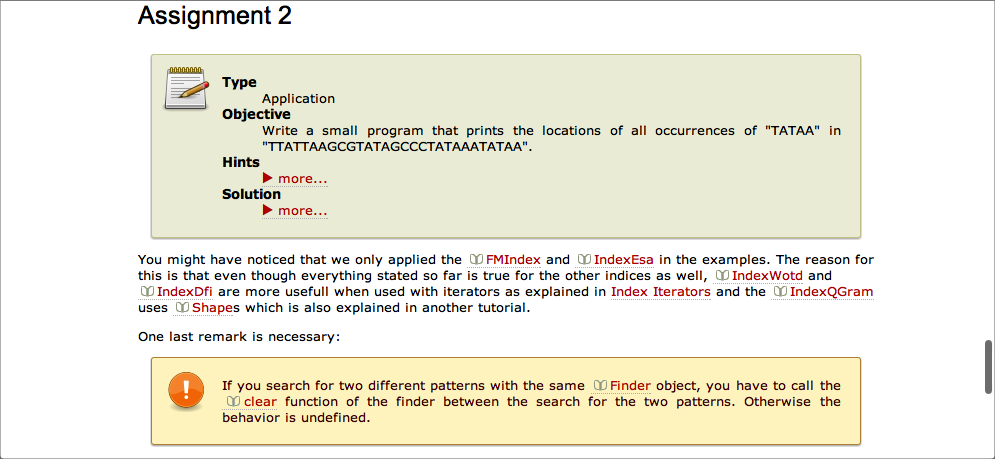 Assignment 2
Type
Application
Objective
Write a small program that prints the locations of all occurrences of "TATAA" in
"TTATTAAGCGTATAGCCCTATAAATATAA".
Hints
more...
Solution
more...
You might have noticed that we only applied the FMIndex and IndexEsa in the examples. The reason for
this is that even though everything stated so far is true for the other indices as well, IndexWotd and
IndexDfi are more usefull when used with iterators as explained in Index Iterators and the IndexQGram
uses Shapes which is also explained in another tutorial.
One last remark is necessary:
If you search for two different patterns with the same Finder object, you have to call the
clear function of the finder between the search for the two patterns. Otherwise the
behavior is undefined.